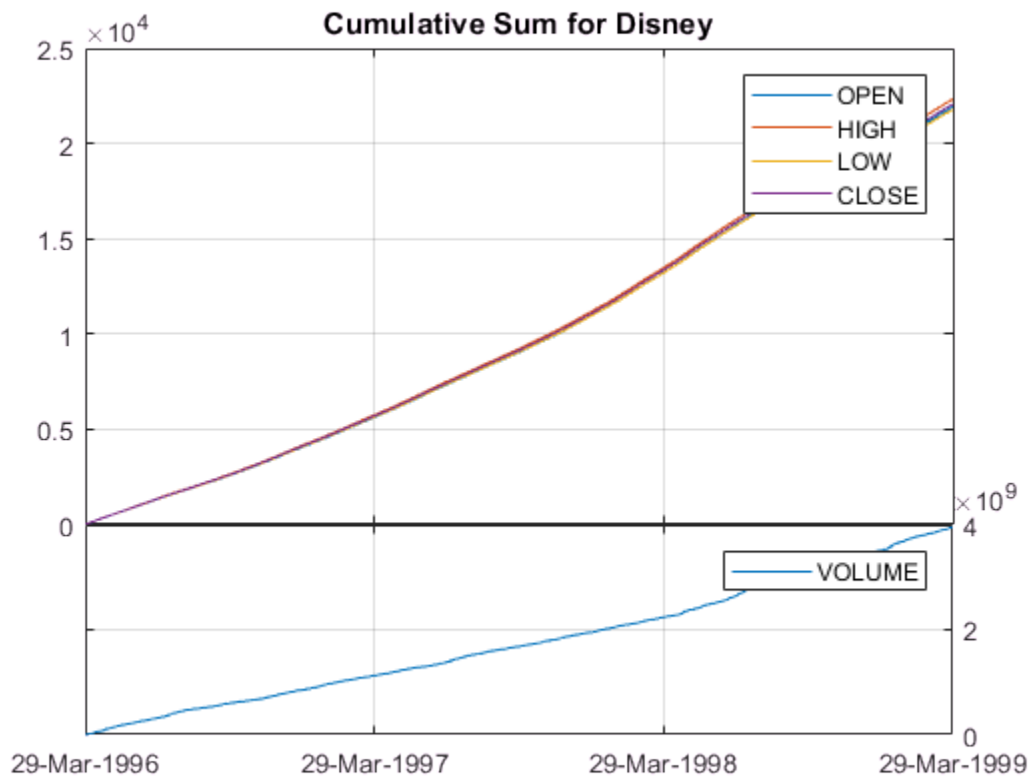 Cumulative Sum for Disney
×10^4
2.5
2
1.5
1
0.5
0
OPEN
HIGH
LOW
CLOSE
×10^9
4
2
0
VOLUME
29-Mar-1996 29-Mar-1997 29-Mar-1998 29-Mar-1999